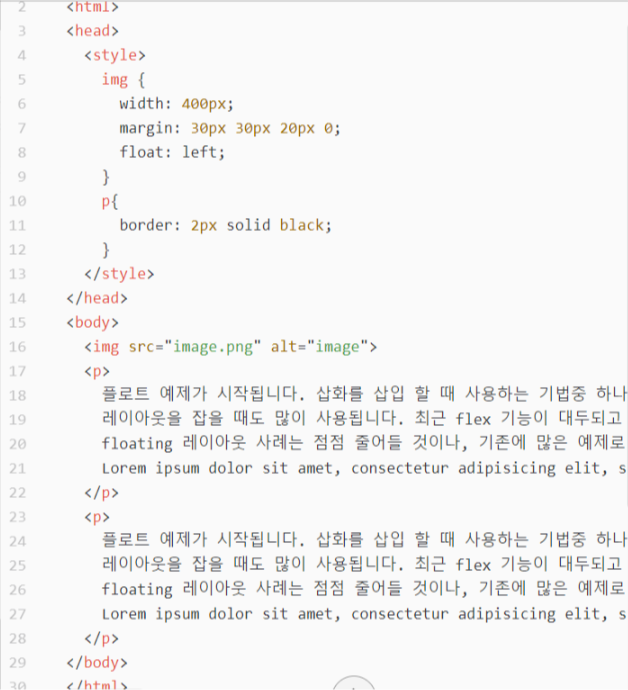 2 <html>
3 <head>
4 <style>
5 img {
6 width: 400px;
7 margin: 30px 30px 20px 0;
8 float: left;
9 }
10 p{
11 border: 2px solid black;
12 }
13 </style>
14 </head>
15 <body>
16 <img src="image.png" alt="image">
17 <p>
18 플로트 예제가 시작됩니다. 삽화를 삽입 할 때 사용하는 기법중 하나
19 레이아웃을 잡을 때도 많이 사용됩니다. 최근 flex 기능이 대두되고
20 floating 레이아웃 사례는 점점 줄어들 것이나, 기존에 많은 예제로
21 Lorem ipsum dolor sit amet, consectetur adipisicing elit, s
22 </p>
23 <p>
24 플로트 예제가 시작됩니다. 삽화를 삽입 할 때 사용하는 기법중 하나
25 레이아웃을 잡을 때도 많이 사용됩니다. 최근 flex 기능이 대두되고
26 floating 레이아웃 사례는 점점 줄어들 것이나, 기존에 많은 예제로
27 Lorem ipsum dolor sit amet, consectetur adipisicing elit, s
28 </p>
29 </body>
30 </html>